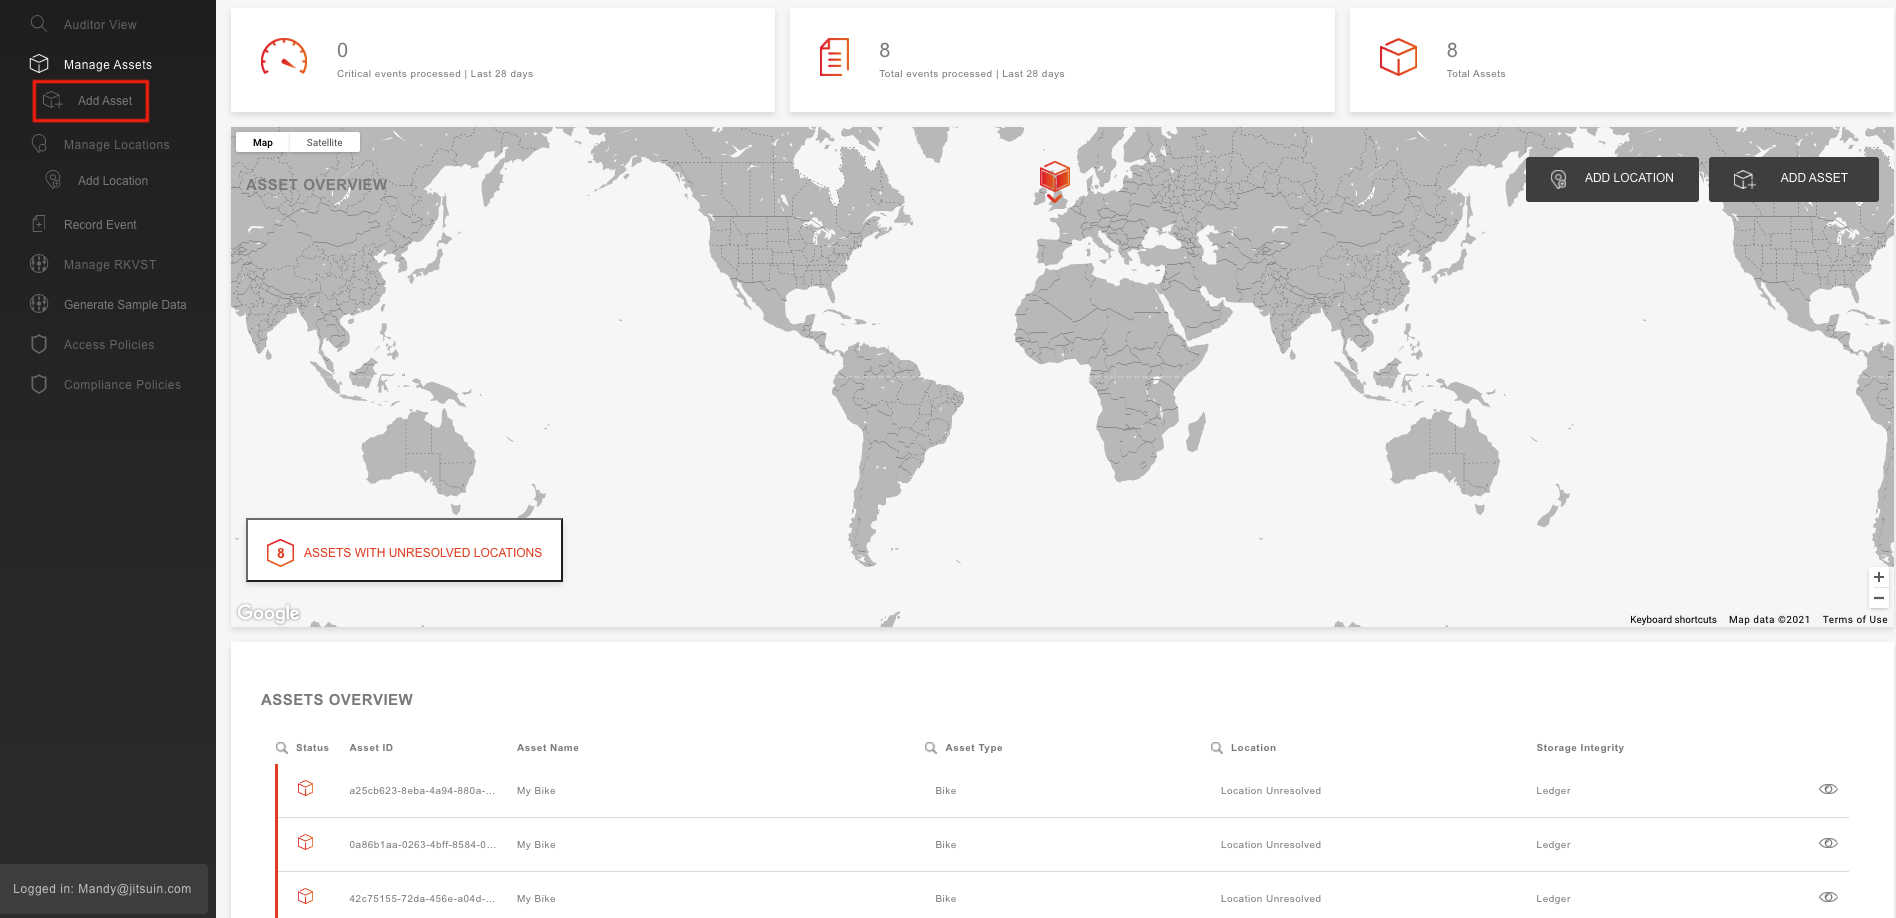 Auditor View
Manage Assets
Add Asset
Manage Locations
Add Location
Record Event
Manage RKVST
Generate Sample Data
Access Policies
Compliance Policies
Logged in: Mandy@jitsuin.com
0
Critical events processed | Last 28 days
8
Total events processed | Last 28 days
8
Total Assets
Map Satellite
ASSET OVERVIEW
ADD LOCATION
ADD ASSET
8 ASSETS WITH UNRESOLVED LOCATIONS
+
−
Google
Keyboard shortcuts Map data ©2021 Terms of Use
ASSETS OVERVIEW
Status Asset ID Asset Name Asset Type Location Storage Integrity
a25cb623-8eba-4a94-880a-... My Bike Bike Location Unresolved Ledger
0a86b1aa-0263-4bff-8584-0... My Bike Bike Location Unresolved Ledger
42c75155-72da-456e-a04d-... My Bike Bike Location Unresolved Ledger